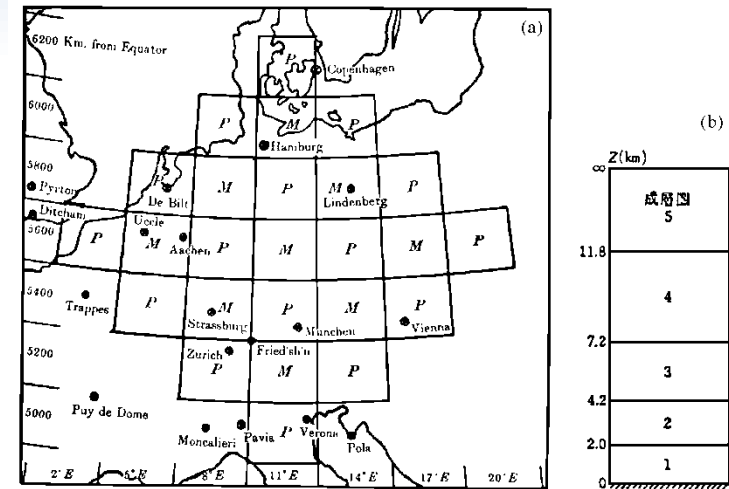 (a)
6200 Km. from Equator
P
Copenhagen
6000
P M P
Hamburg
5800
Pyrton
P
De Bilt
M P M
Lindenberg
P
Ditcham
Uccle
5600
P M
Aachen
P M P M P
5400
Trappes
P M
Strassburg
P
München
M P
Vienna
5200
Zurich
Fried'sh'n
P M P
Puy de Dome
5000
Moncalieri
Pavia
P
Verona
Pola
2°E 5°E 8°E 11°E 14°E 17°E 20°E
(b)
Z(km)
∞
成層圏
5
11.8
4
7.2
3
4.2
2
2.0
1
0